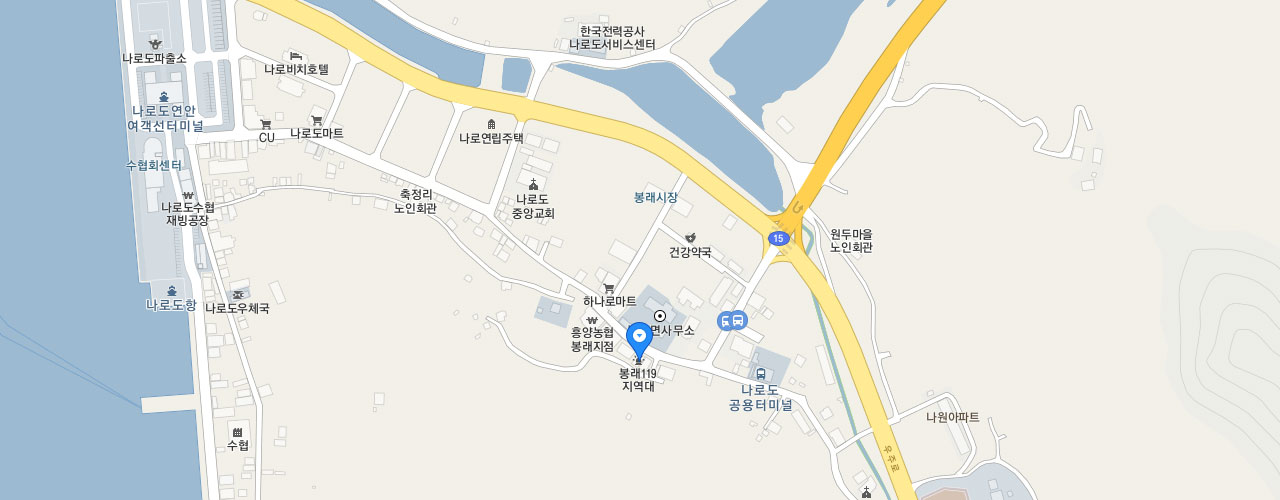 한국전력공사
나로도서비스센터
나로도파출소
나로비치호텔
나로도연안
여객선터미널
CU
나로도마트
나로연립주택
수협회센터
나로도수협
제빙공장
축정리
노인회관
나로도
중앙교회
봉래시장
건강약국
15
원두마을
노인회관
나로도항
나로도우체국
하나로마트
면사무소
흥양농협
봉래지점
봉래119
지역대
나로도
공용터미널
나원아파트
수협
우주로